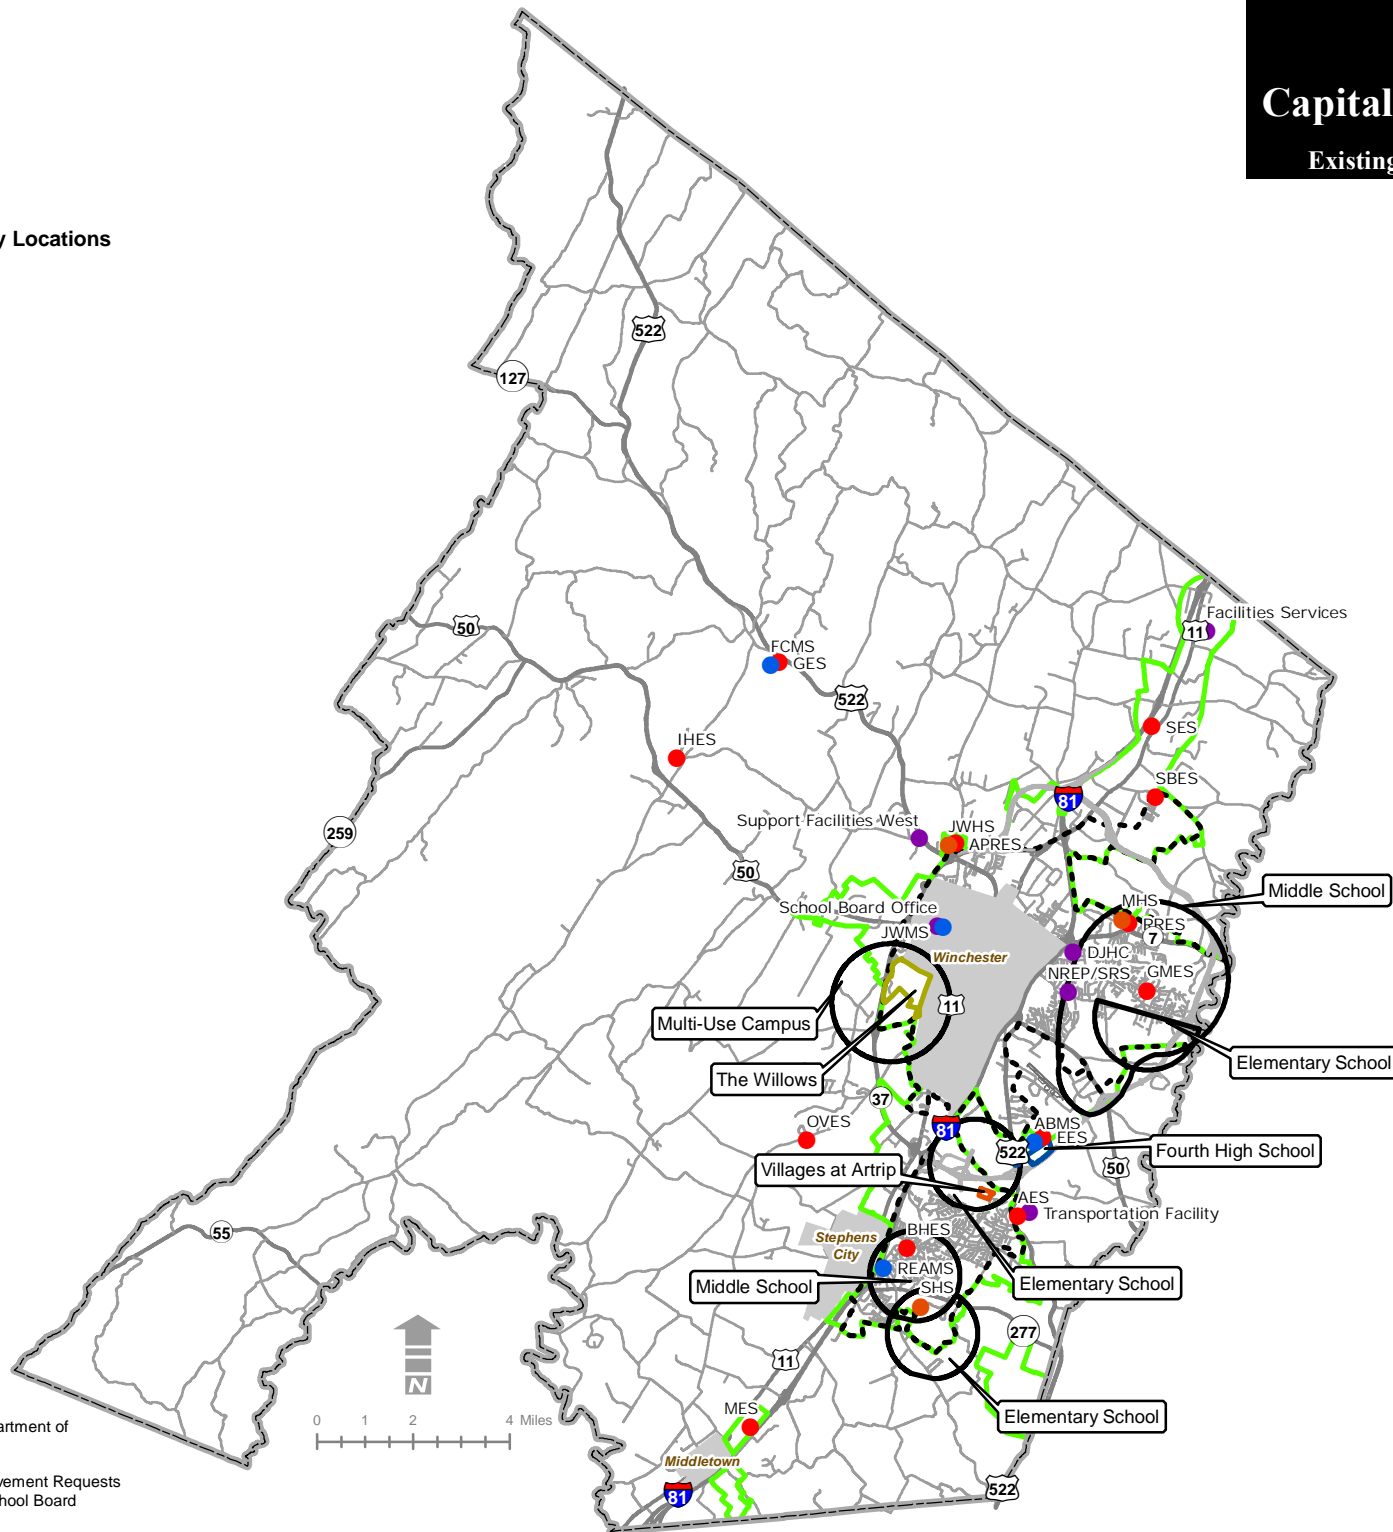 Capital
Existing
y Locations
522
127
50
Facilities Services
11
FCMS
GES
522
SES
IHES
SBES
81
259
Support Facilities West
JWHS
APRES
50
Middle School
School Board Office
MHS
PRES
7
JWMS
Winchester
DJHC
NREP/SRS
GMES
11
Multi-Use Campus
Elementary School
The Willows
37
OVES
81
ABMS
EES
522
Fourth High School
50
Villages at Artrip
AES
Transportation Facility
55
Stephens
City
BHES
REAMS
Middle School
SHS
Elementary School
277
11
N
0 1 2 4 Miles
MES
Elementary School
artment of
Middletown
vement Requests
chool Board
81
522